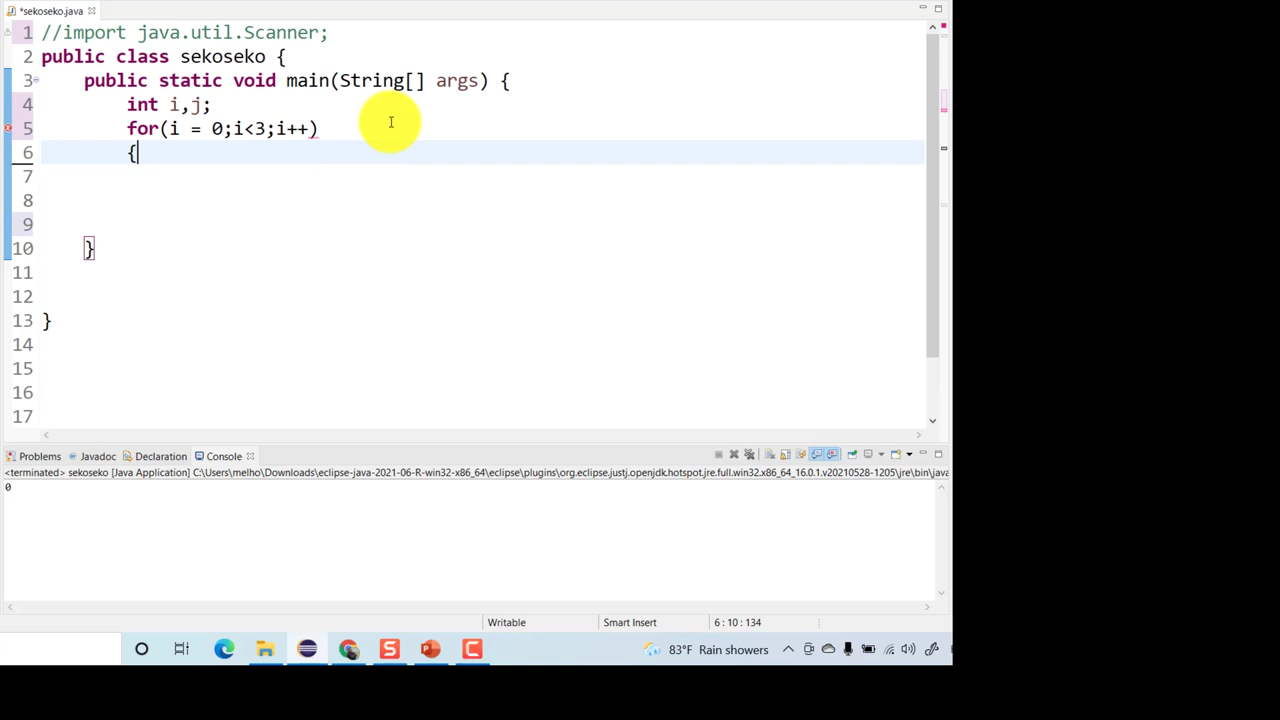 *sekoseko.java
1 //import java.util.Scanner;
2 public class sekoseko {
3 public static void main(String[] args) {
4 int i,j;
5 for(i = 0;i<3;i++)
6 {
7
8
9
10 }
11
12
13 }
14
15
16
17
Problems Javadoc Declaration Console
<terminated> sekoseko [Java Application] C:\Users\melho\Downloads\eclipse-java-2021-06-R-win32-x86_64\eclipse\plugins\org.eclipse.justj.openjdk.hotspot.jre.full.win32.x86_64_16.0.1.v20210528-1205\jre\bin\java
0
Writable Smart Insert 6 : 10 : 134
83°F Rain showers